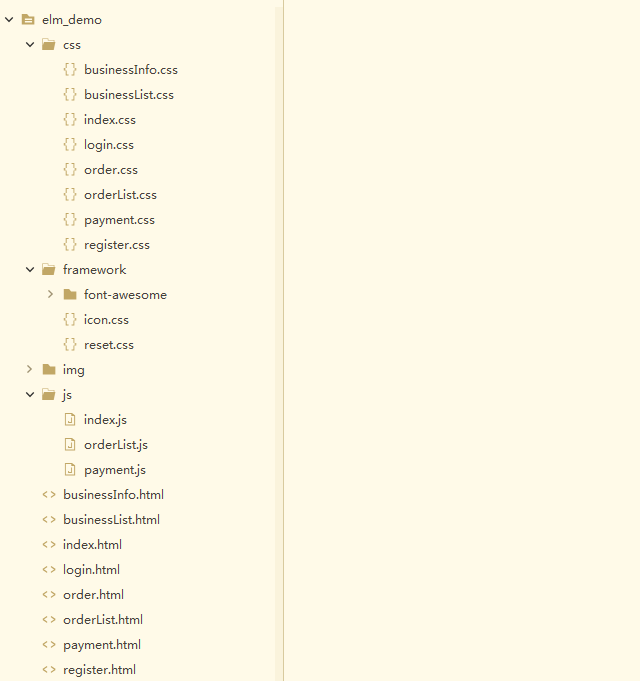 elm_demo
css
businessInfo.css
businessList.css
index.css
login.css
order.css
orderList.css
payment.css
register.css
framework
font-awesome
icon.css
reset.css
img
js
index.js
orderList.js
payment.js
businessInfo.html
businessList.html
index.html
login.html
order.html
orderList.html
payment.html
register.html